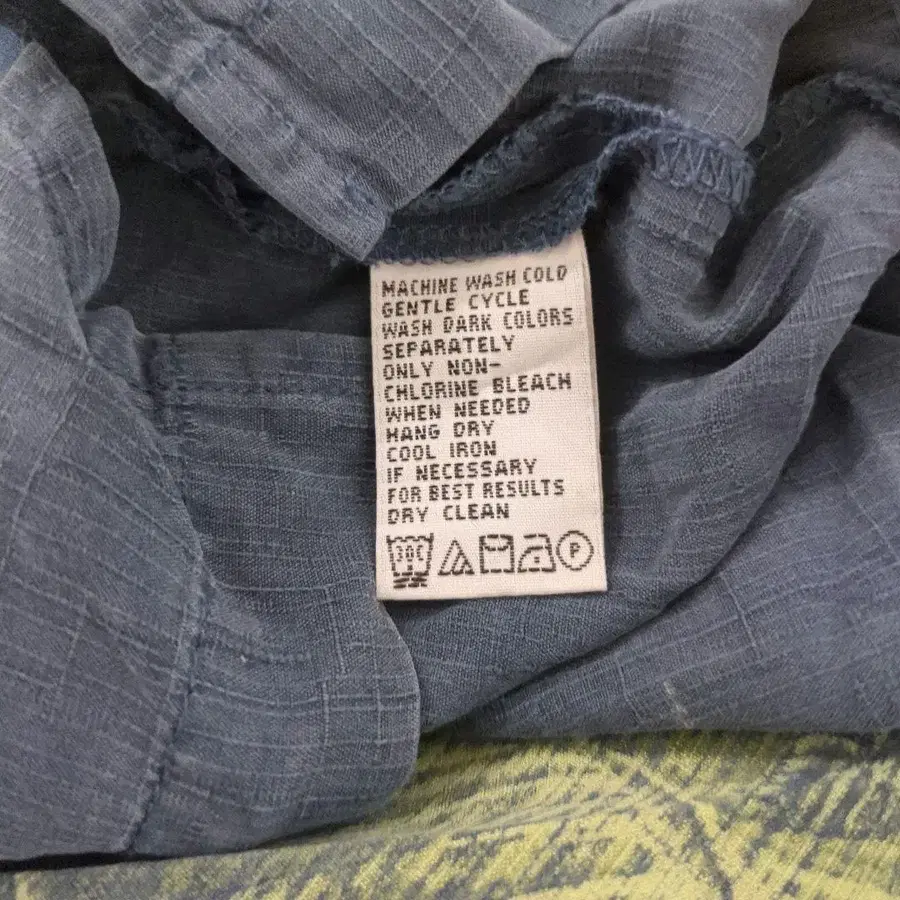 MACHINE WASH COLD
GENTLE CYCLE
WASH DARK COLORS
SEPARATELY
ONLY NON-
CHLORINE BLEACH
WHEN NEEDED
HANG DRY
COOL IRON
IF NECESSARY
FOR BEST RESULTS
DRY CLEAN
30C P